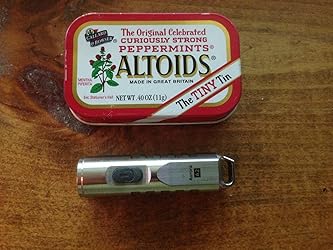 The Original Celebrated
CURIOUSLY STRONG
PEPPERMINTS®
ALTOIDS®
MADE IN GREAT BRITAIN
NET WT .40 OZ (11g)
The TINY Tin